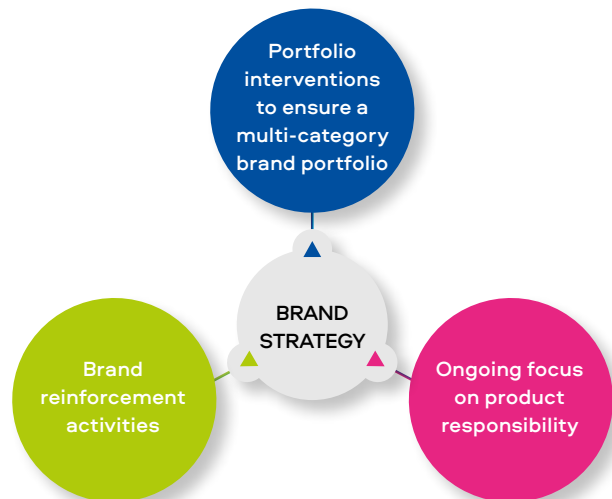 Portfolio
interventions
to ensure a
multi-category
brand portfolio
BRAND
STRATEGY
Brand
reinforcement
activities
Ongoing focus
on product
responsibility